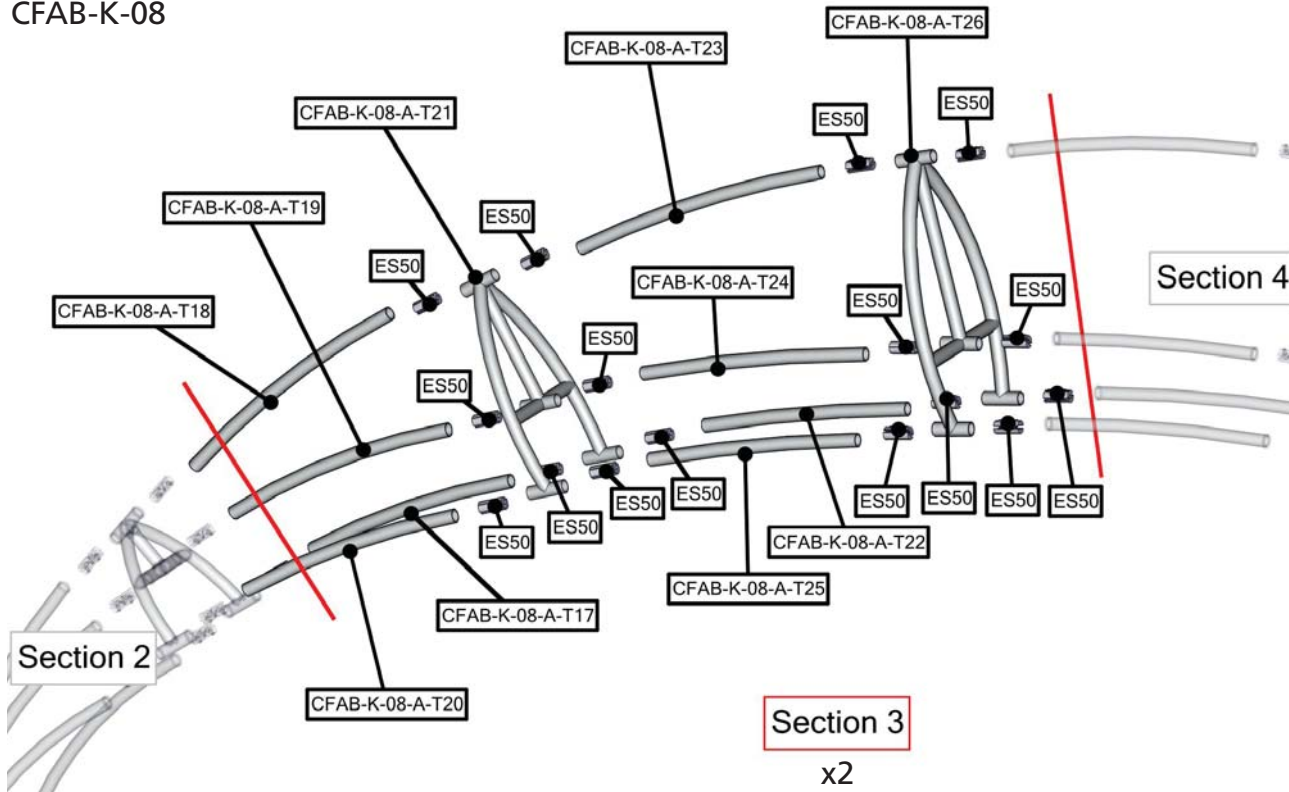 CFAB-K-08
CFAB-K-08-A-T26
CFAB-K-08-A-T23
ES50
ES50
CFAB-K-08-A-T21
CFAB-K-08-A-T19
ES50
ES50
CFAB-K-08-A-T18
CFAB-K-08-A-T24
ES50
ES50
Section 4
ES50
ES50
ES50
ES50
ES50
ES50
ES50
ES50
ES50
ES50
ES50
CFAB-K-08-A-T22
CFAB-K-08-A-T25
CFAB-K-08-A-T17
Section 2
CFAB-K-08-A-T20
Section 3
x2